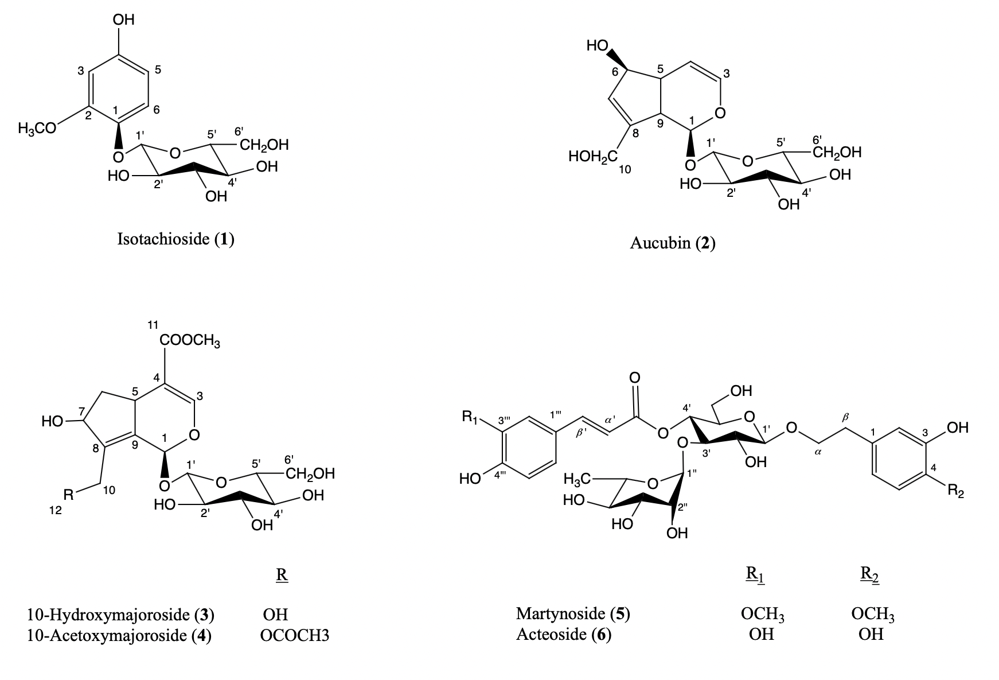 OH
3
5
2
1
6
H3CO
O
1'
O
5'
6'
CH2OH
HO
2'
OH
4'
OH
Isotachioside (1)
HO
6
5
3
O
1
9
8
HOH2C
10
O
1'
O
5'
6'
CH2OH
HO
2'
OH
4'
OH
Aucubin (2)
11
COOCH3
4
5
3
HO
7
O
8
9
1
R
10
12
O
1'
O
5'
6'
CH2OH
HO
2'
OH
4'
OH
R
10-Hydroxymajoroside (3) OH
10-Acetoxymajoroside (4) OCOCH3
O
OH
R1
3'''
1'''
β'
α'
4'
O
O
1'
O
β
α
1
3
OH
4
R2
HO
4'''
O
3'
OH
H3C
O
1''
HO
HO
2''
OH
R1 R2
Martynoside (5) OCH3 OCH3
Acteoside (6) OH OH